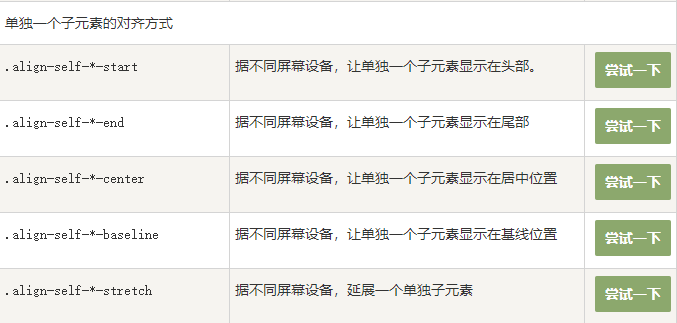 单独一个子元素的对齐方式
.align-self-*-start 据不同屏幕设备，让单独一个子元素显示在头部。 尝试一下
.align-self-*-end 据不同屏幕设备，让单独一个子元素显示在尾部 尝试一下
.align-self-*-center 据不同屏幕设备，让单独一个子元素显示在居中位置 尝试一下
.align-self-*-baseline 据不同屏幕设备，让单独一个子元素显示在基线位置 尝试一下
.align-self-*-stretch 据不同屏幕设备，延展一个单独子元素 尝试一下